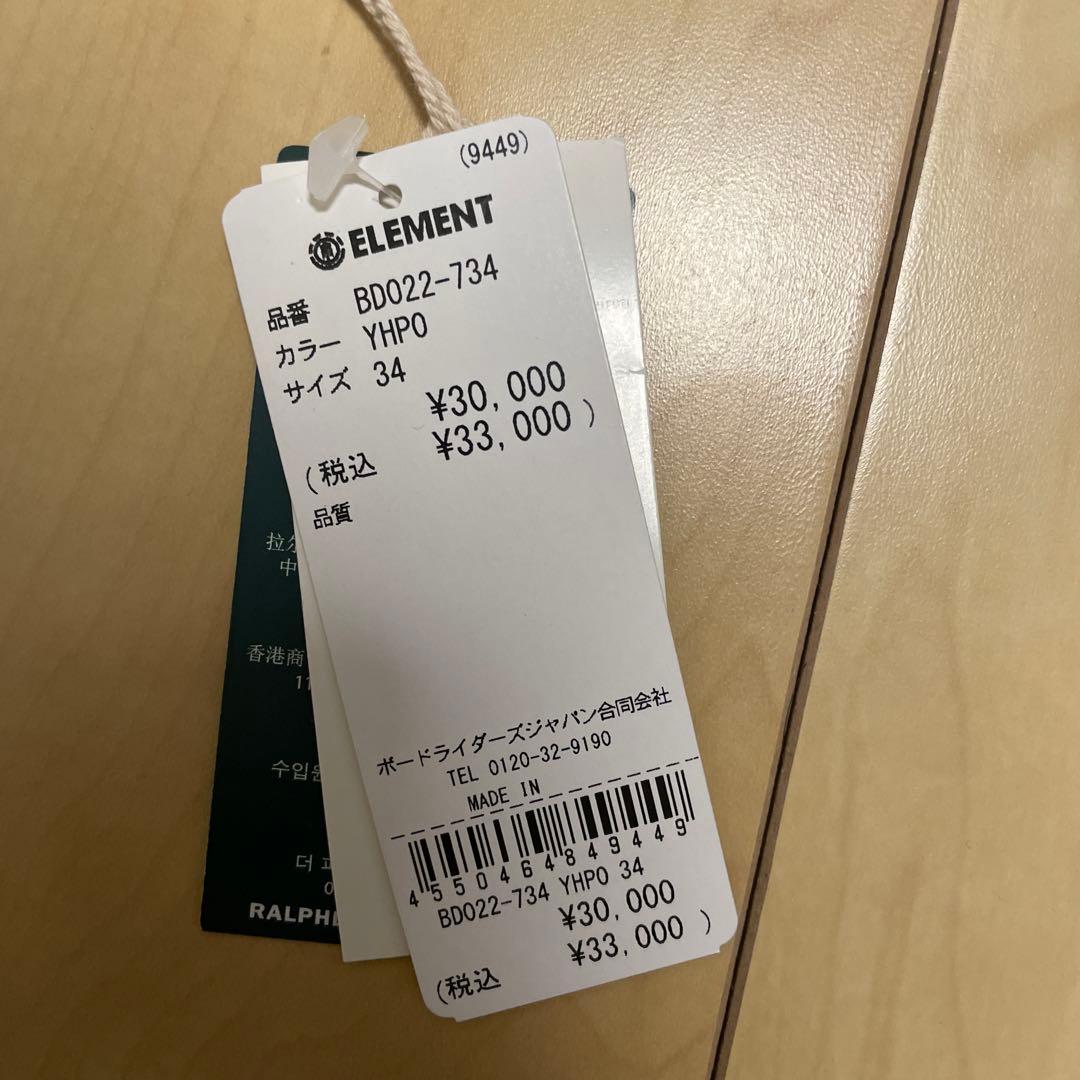 (9449)
ELEMENT
品番 BD022-734
カラー YHPO
サイズ 34
¥30,000
(税込 ¥33,000 )
品質
ボードライダーズジャパン合同会社
TEL 0120-32-9190
MADE IN
4550464849449
BD022-734 YHPO 34
¥30,000
(税込 ¥33,000 )
中
香港商
11
수입원
더
0